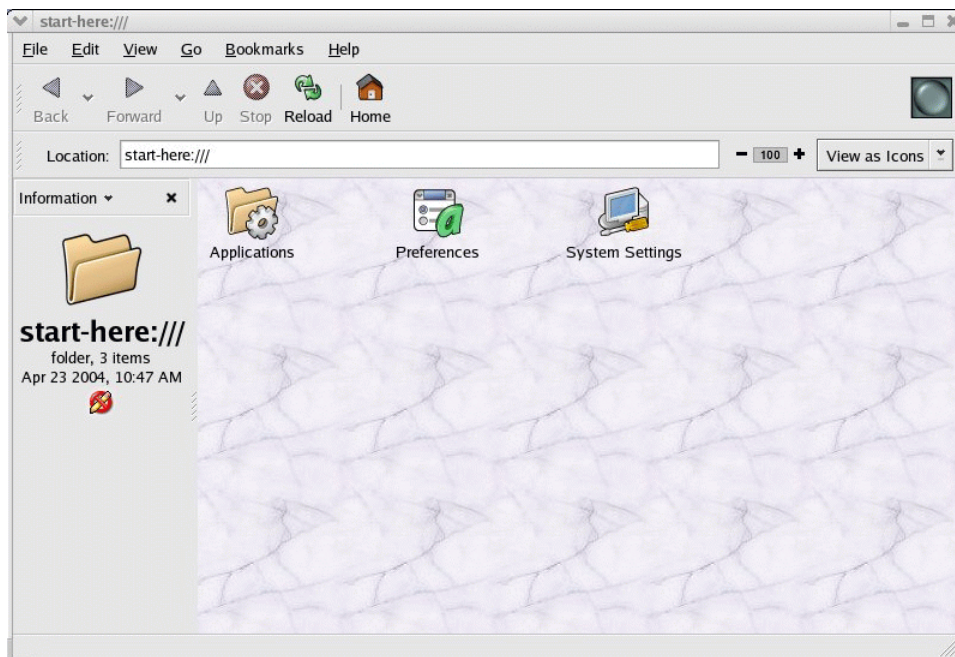 start-here:///
File Edit View Go Bookmarks Help
Back Forward Up Stop Reload Home
Location: start-here:/// 100 View as Icons
Information
Applications Preferences System Settings
start-here:///
folder, 3 items
Apr 23 2004, 10:47 AM